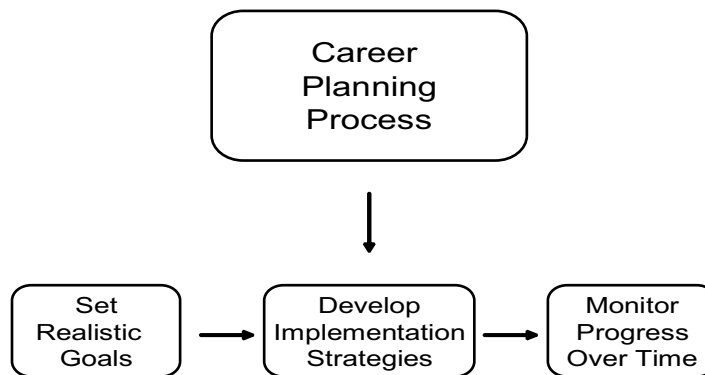 Career
Planning
Process
Set
Realistic
Goals
Develop
Implementation
Strategies
Monitor
Progress
Over Time